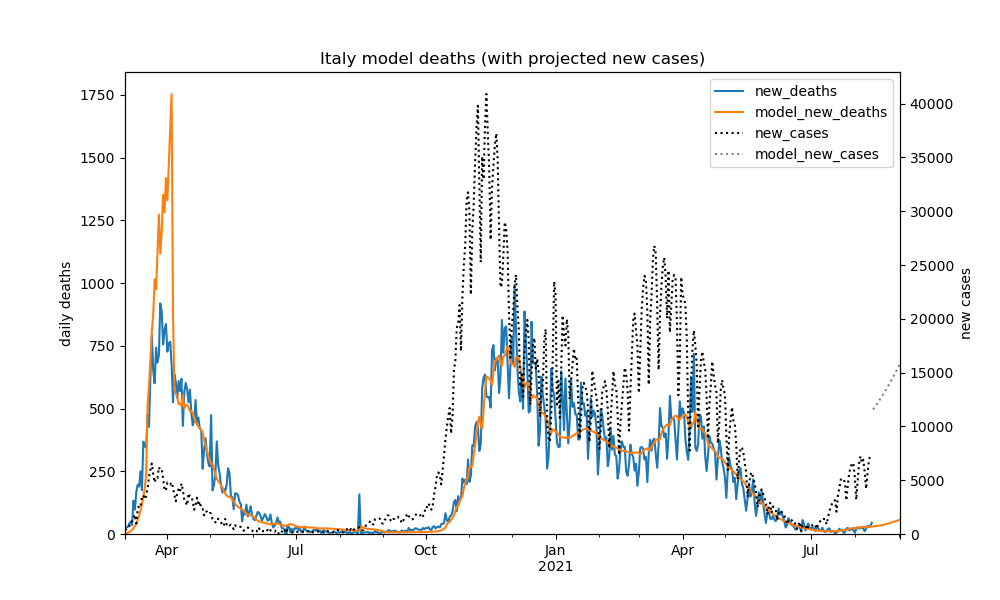 Italy model deaths (with projected new cases)
new_deaths
model_new_deaths
new_cases
model_new_cases
daily deaths
1750
1500
1250
1000
750
500
250
0
40000
35000
30000
25000
20000
15000
10000
5000
0
new cases
Apr Jul Oct Jan Apr Jul
2021